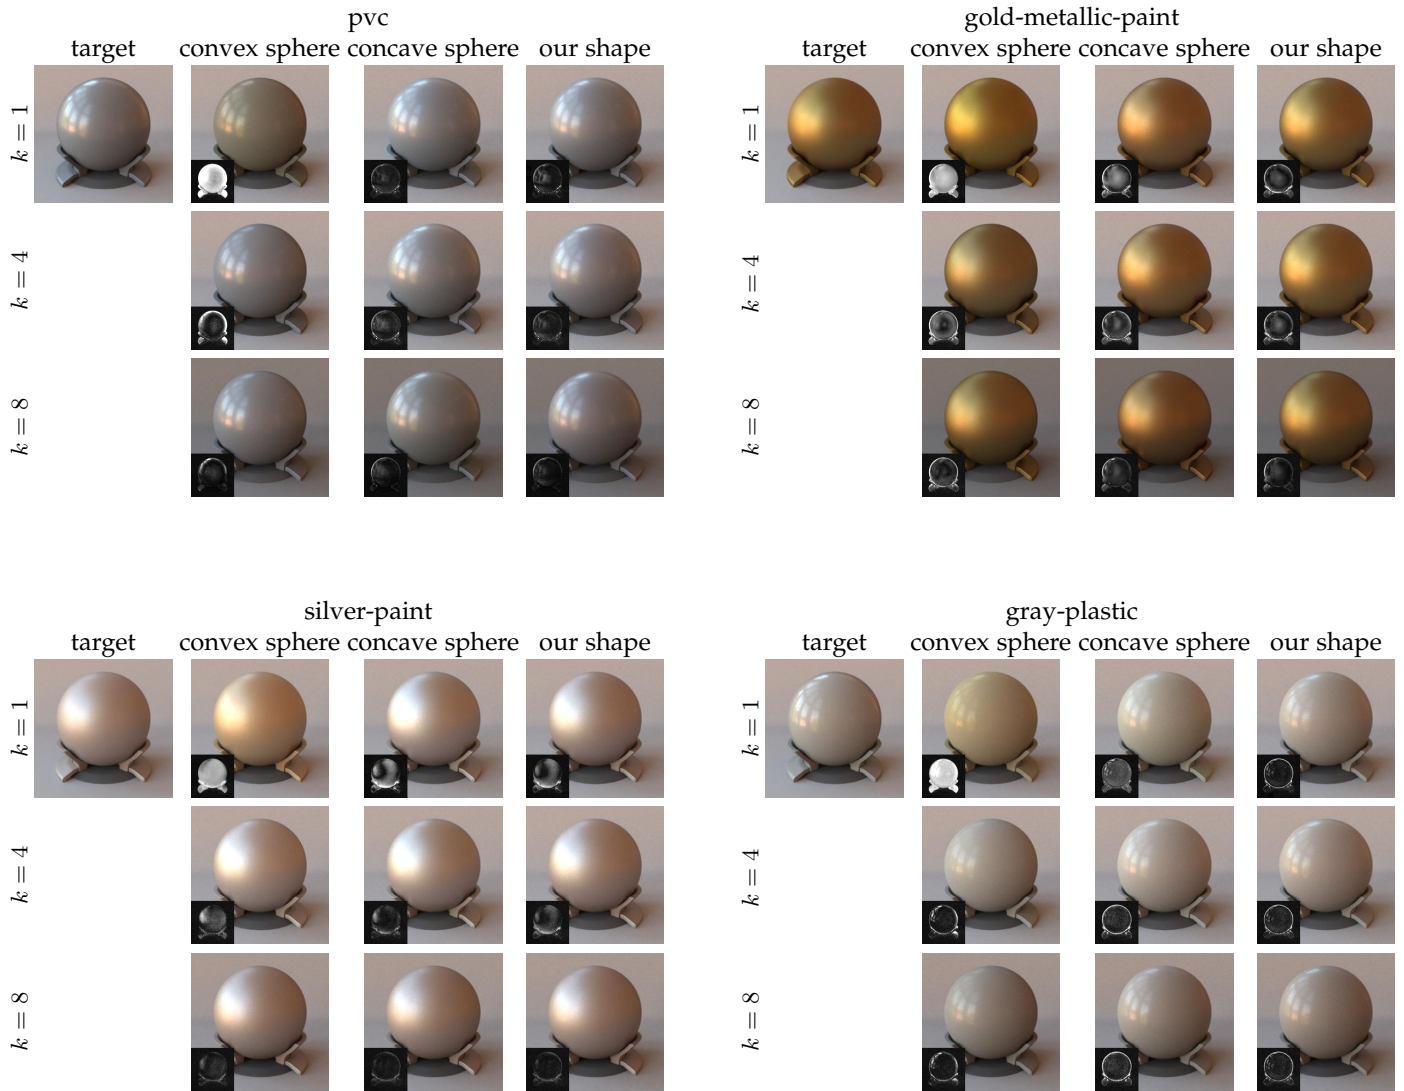 pvc
target convex sphere concave sphere our shape
k = 1
k = 4
k = 8
gold-metallic-paint
target convex sphere concave sphere our shape
k = 1
k = 4
k = 8
silver-paint
target convex sphere concave sphere our shape
k = 1
k = 4
k = 8
gray-plastic
target convex sphere concave sphere our shape
k = 1
k = 4
k = 8